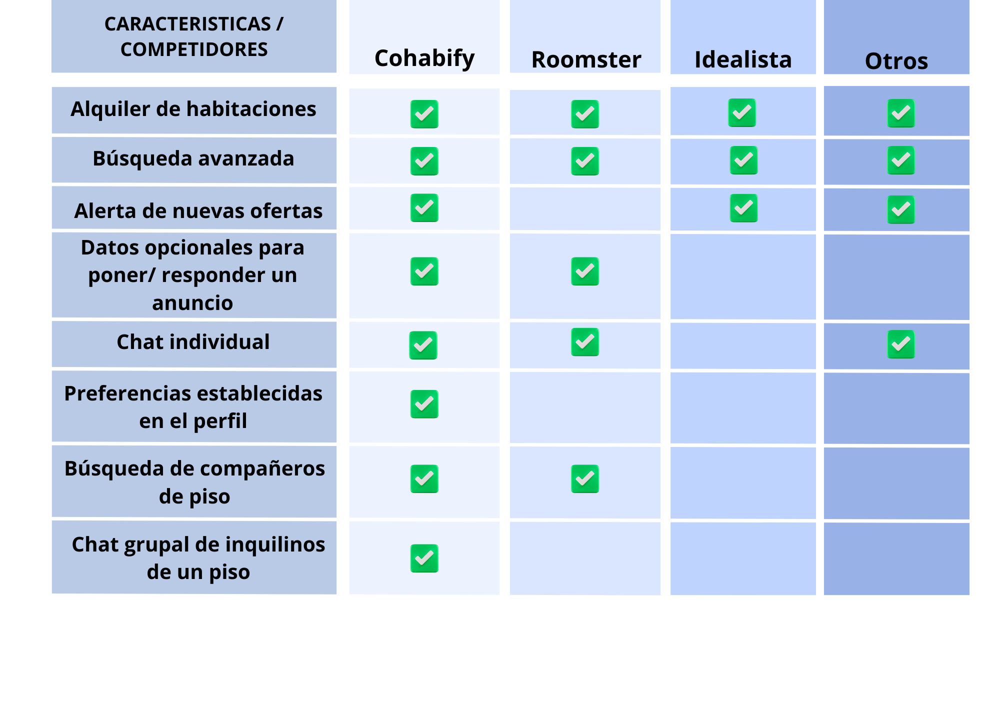 CARACTERISTICAS /
COMPETIDORES
Cohabify
Roomster
Idealista
Otros
Alquiler de habitaciones
Búsqueda avanzada
Alerta de nuevas ofertas
Datos opcionales para
poner/ responder un
anuncio
Chat individual
Preferencias establecidas
en el perfil
Búsqueda de compañeros
de piso
Chat grupal de inquilinos
de un piso